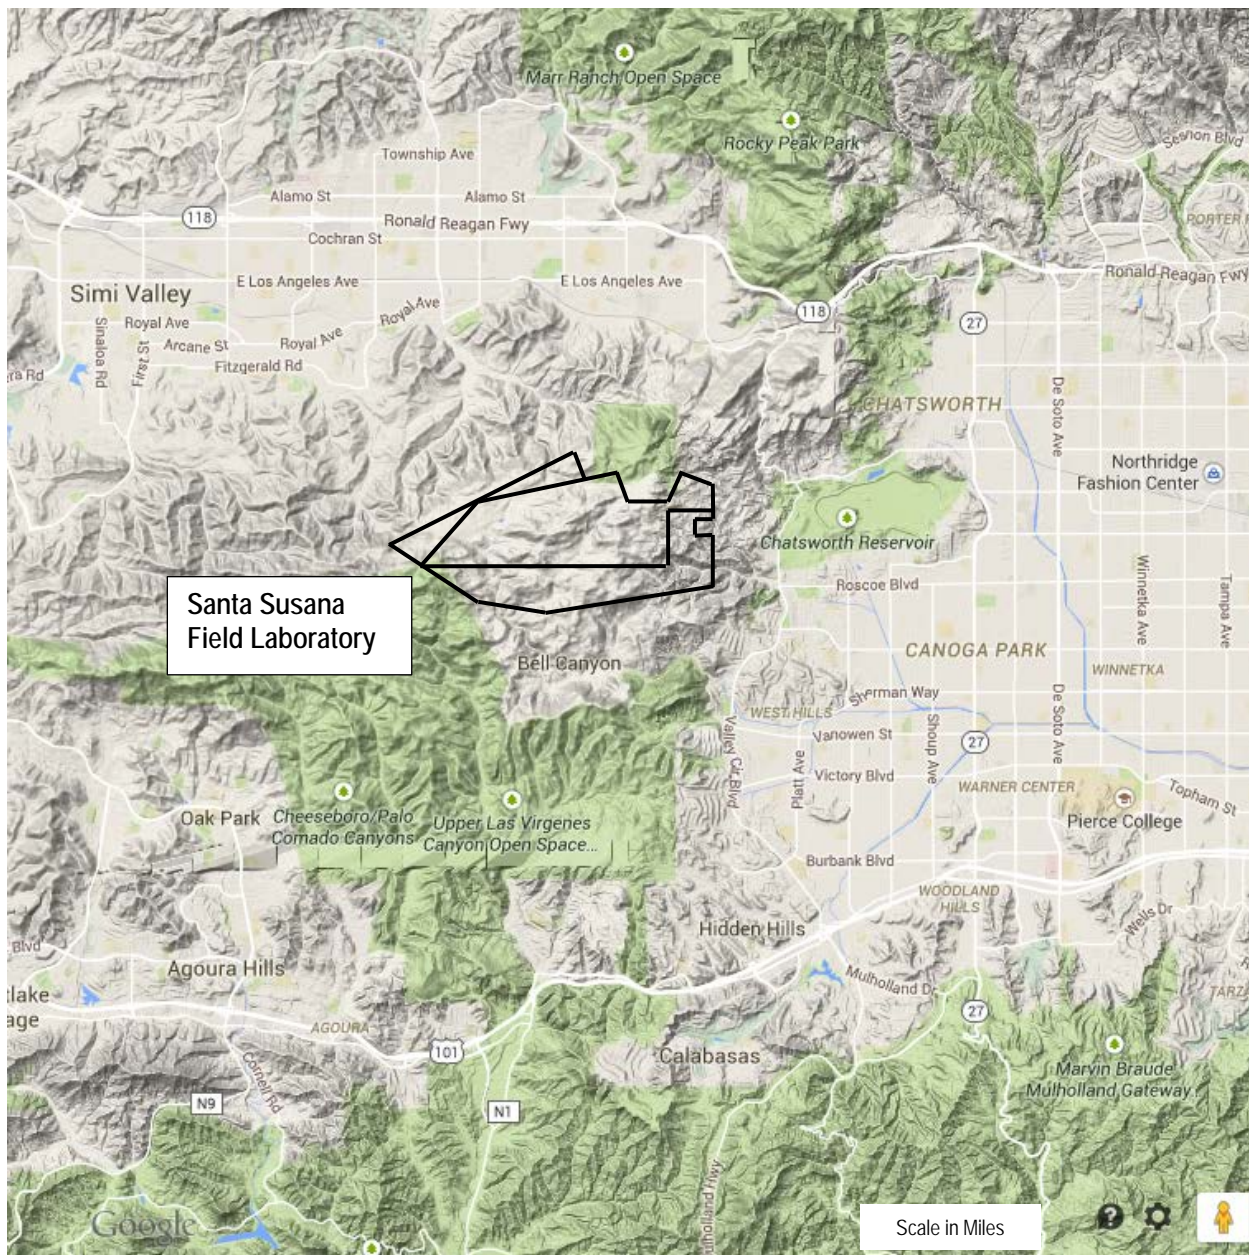 Marr Ranch Open Space
Rocky Peak Park
Sesnon Blvd
Township Ave
Alamo St
Alamo St
118
Ronald Reagan Fwy
Cochran St
E Los Angeles Ave
E Los Angeles Ave
Ronald Reagan Fwy
Simi Valley
Royal Ave
Royal Ave
Royal Ave
Arcane St
Fitzgerald Rd
Sinaloa Rd
First St
118
27
CHATSWORTH
De Soto Ave
Northridge
Fashion Center
Chatsworth Reservoir
Roscoe Blvd
Winnetka Ave
Tampa Ave
Santa Susana
Field Laboratory
Bell Canyon
CANOGA PARK
WINNETKA
Sherman Way
WEST HILLS
Vanowen St
Valley Cir Blvd
Platt Ave
Shoup Ave
27
De Soto Ave
Victory Blvd
WARNER CENTER
Topham St
Pierce College
Oak Park
Cheeseboro/Palo
Comado Canyons
Upper Las Virgenes
Canyon Open Space...
Burbank Blvd
WOODLAND
HILLS
Wells Dr
Hidden Hills
Blvd
Agoura Hills
Mulholland D
AGOURA
101
27
Calabasas
Marvin Braude
Mulholland Gateway...
Cornell Rd
N9
N1
Google
Scale in Miles
?